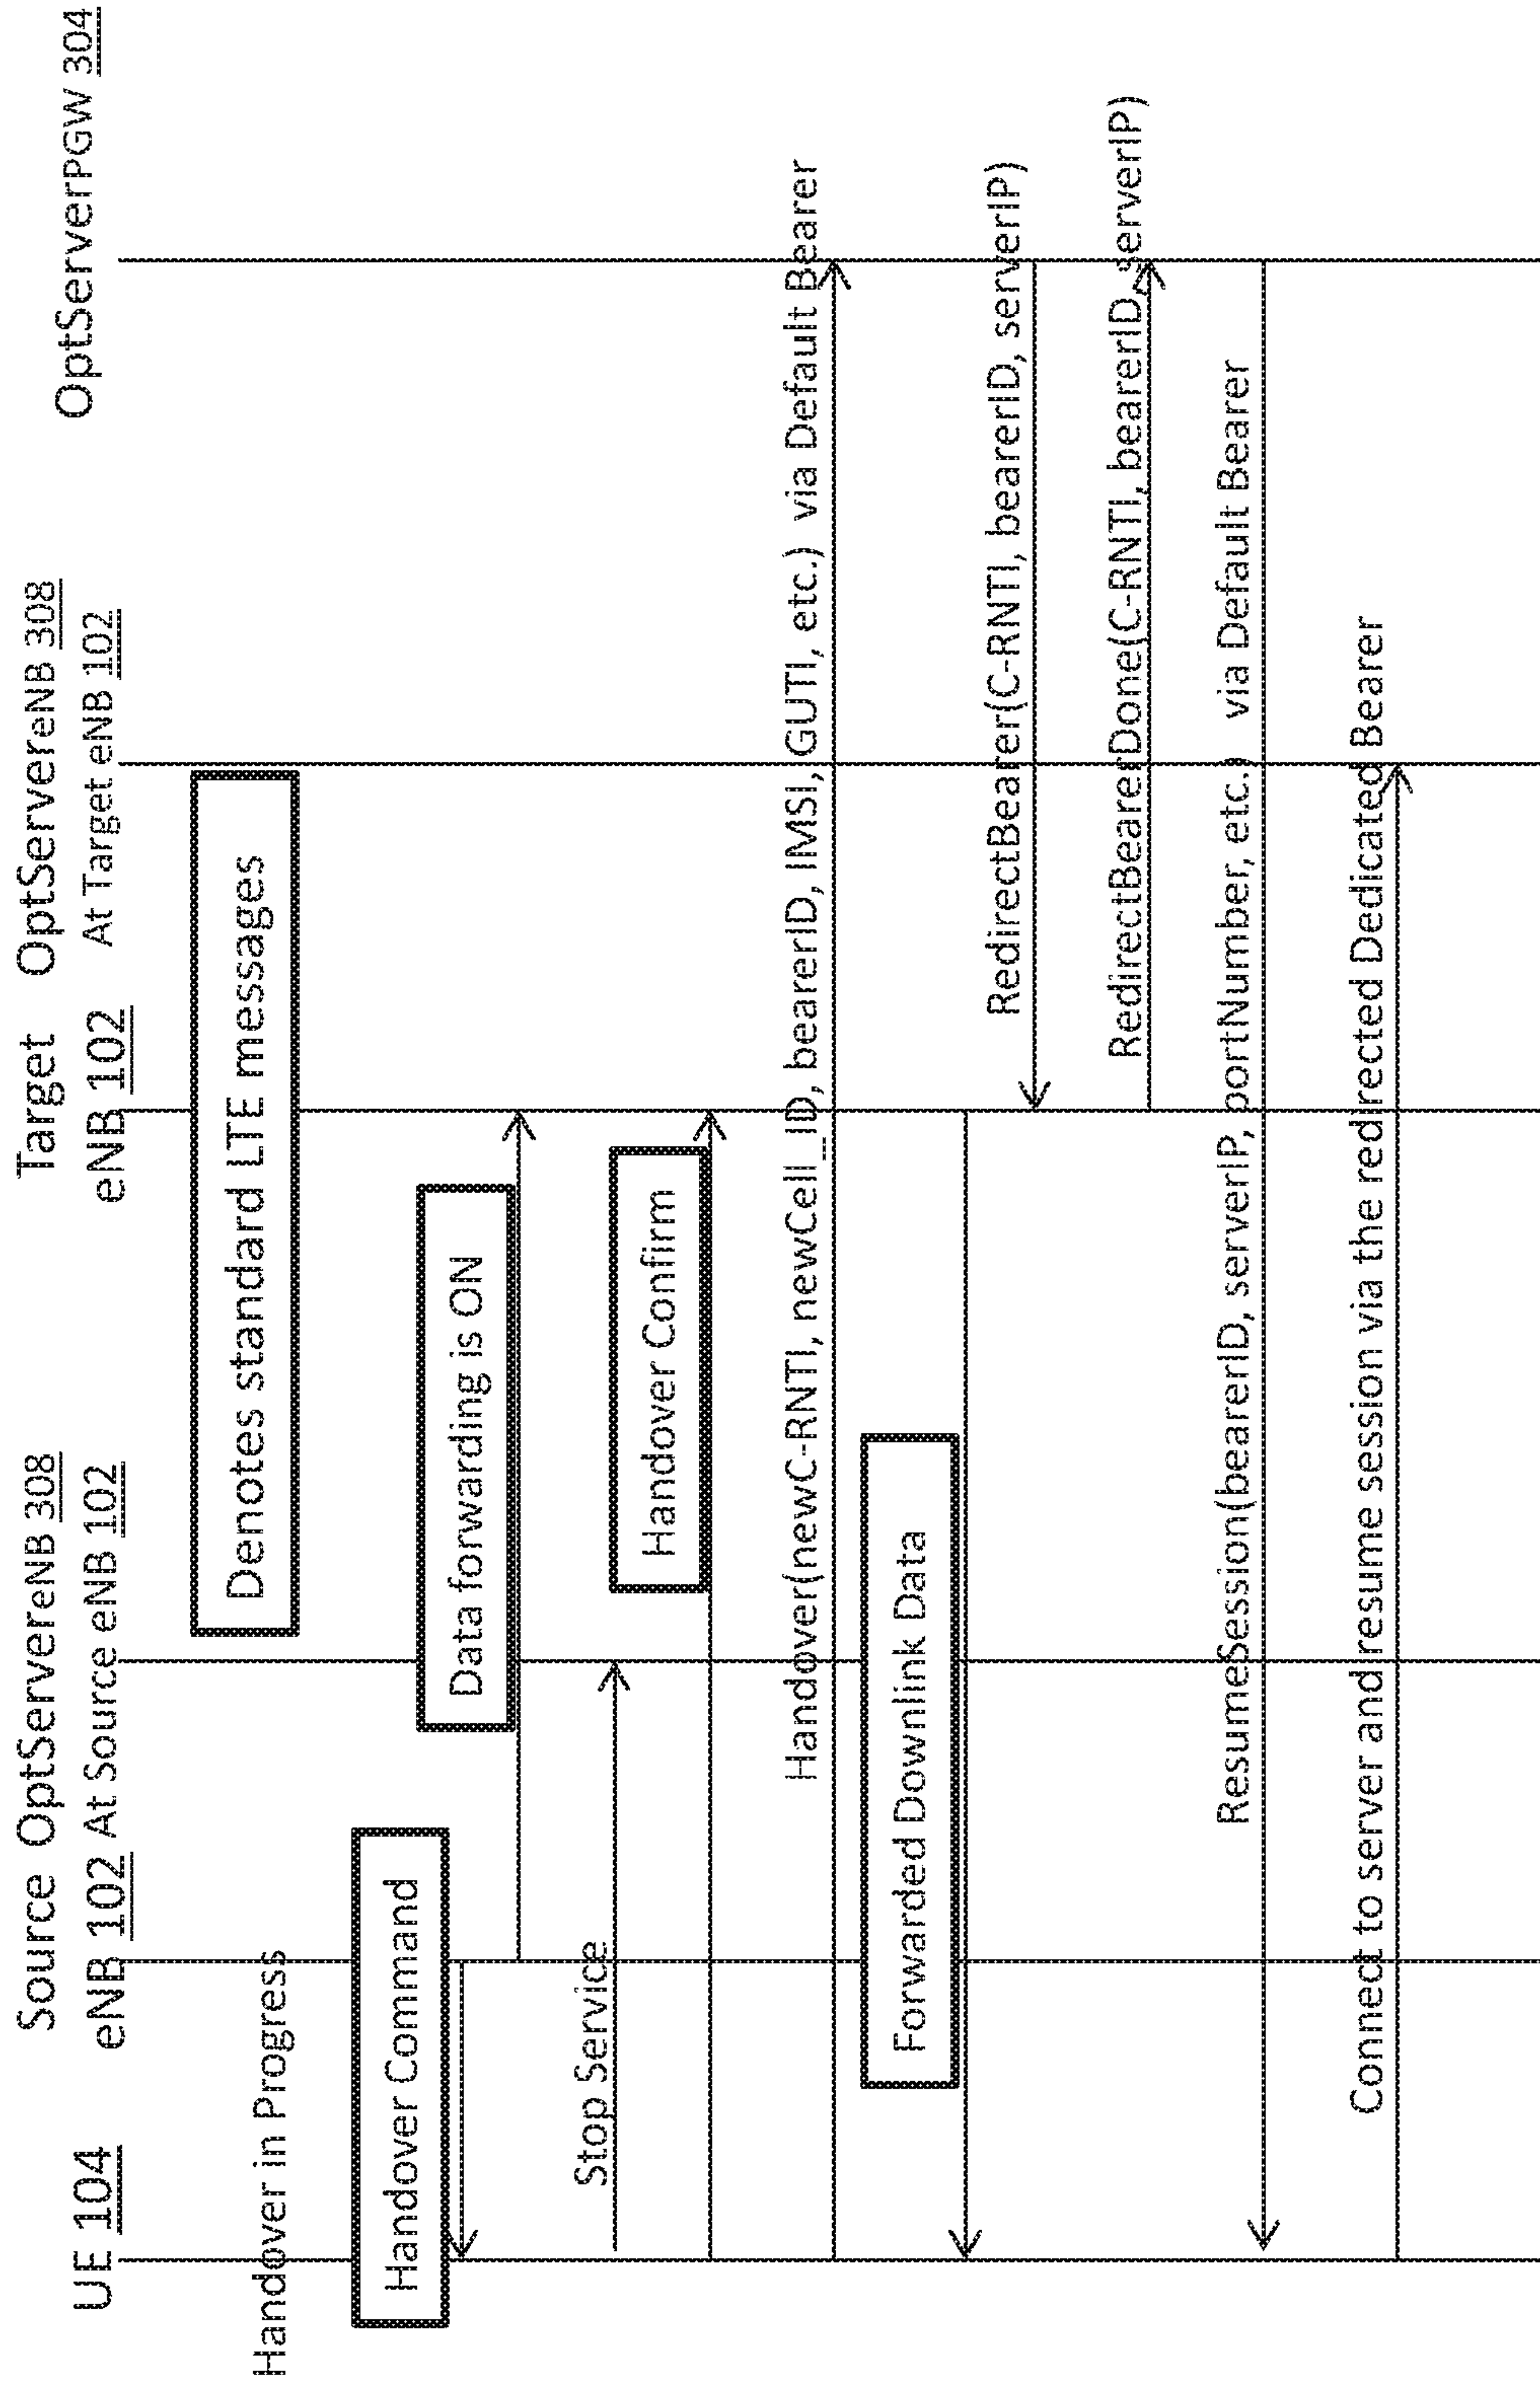 UE 104
Source
eNB 102
OptServereNB 308
At Source eNB 102
Target
eNB 102
OptServereNB 308
At Target eNB 102
OptServerPGW 304
Handover in Progress
Denotes standard LTE messages
Handover Command
Data forwarding is ON
Stop Service
Handover Confirm
Handover(newC-RNTI, newCell_ID, bearerID, IMSI, GUTI, etc.) via Default Bearer
Forwarded Downlink Data
RedirectBearer(C-RNTI, bearerID, serverIP)
RedirectBearerDone(C-RNTI, bearerID, serverIP)
ResumeSession(bearerID, serverIP, portNumber, etc.) via Default Bearer
Connect to server and resume session via the redirected Dedicated Bearer